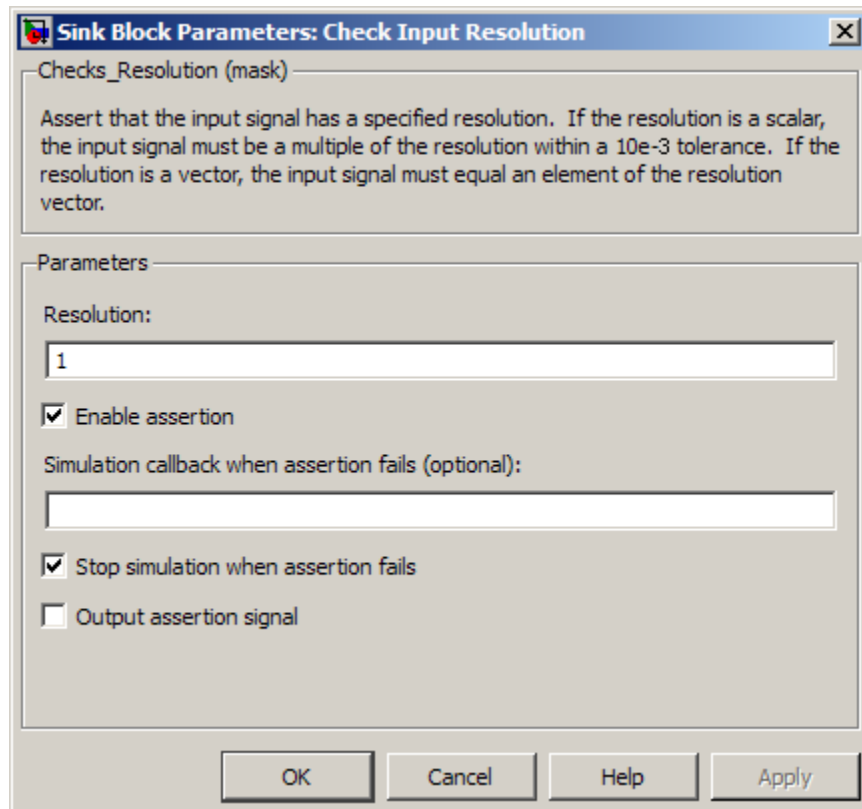 Sink Block Parameters: Check Input Resolution
Checks_Resolution (mask)
Assert that the input signal has a specified resolution.  If the resolution is a scalar,
the input signal must be a multiple of the resolution within a 10e-3 tolerance.  If the
resolution is a vector, the input signal must equal an element of the resolution
vector.
Parameters
Resolution:
1
Enable assertion
Simulation callback when assertion fails (optional):
Stop simulation when assertion fails
Output assertion signal
OK Cancel Help Apply